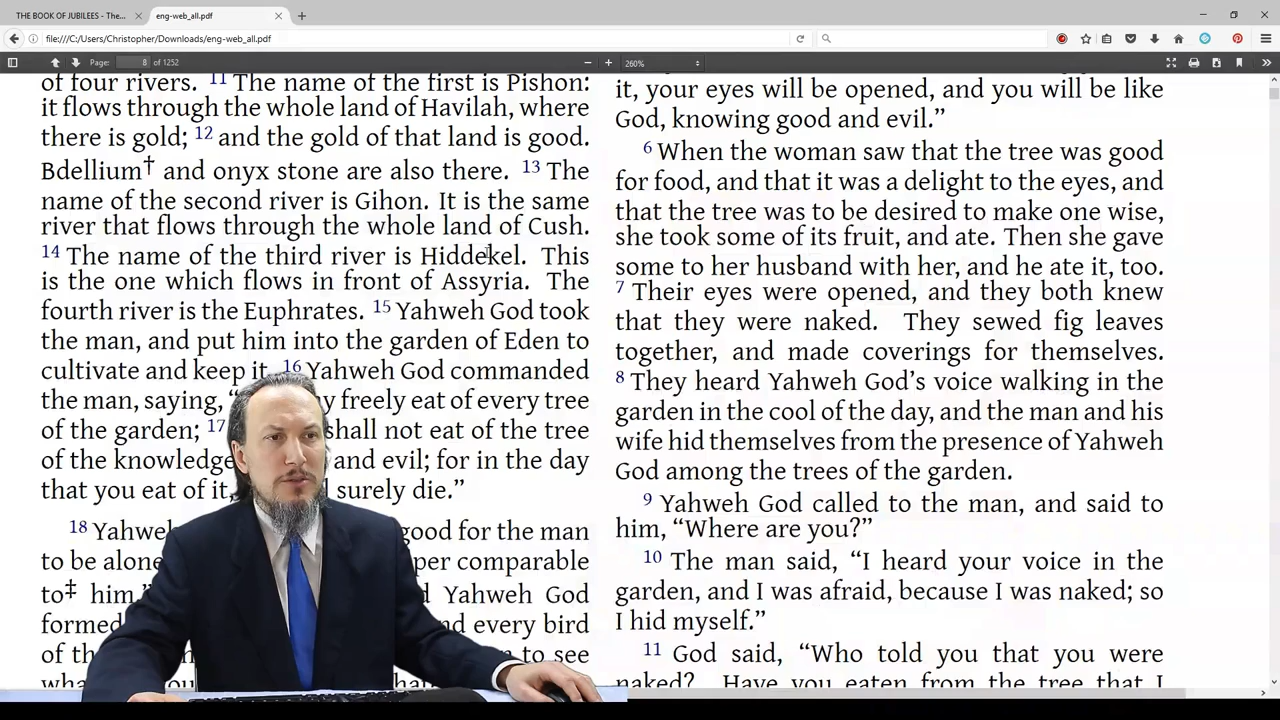 THE BOOK OF JUBILEES - The...
eng-web_all.pdf
file:///C:/Users/Christopher/Downloads/eng-web_all.pdf
Page: 8 of 1252
260%
of four rivers. 11 The name of the first is Pishon:
it flows through the whole land of Havilah, where
there is gold; 12 and the gold of that land is good.
Bdellium† and onyx stone are also there. 13 The
name of the second river is Gihon. It is the same
river that flows through the whole land of Cush.
14 The name of the third river is Hiddekel. This
is the one which flows in front of Assyria. The
fourth river is the Euphrates. 15 Yahweh God took
the man, and put him into the garden of Eden to
cultivate and keep it. 16 Yahweh God commanded
the man, saying, “ freely eat of every tree
of the garden; 17 shall not eat of the tree
of the knowledge and evil; for in the day
that you eat of it, surely die.”
18 Yahweh good for the man
to be alone comparable
to‡ him.” Yahweh God
formed every bird
of the to see
it, your eyes will be opened, and you will be like
God, knowing good and evil.”
6 When the woman saw that the tree was good
for food, and that it was a delight to the eyes, and
that the tree was to be desired to make one wise,
she took some of its fruit, and ate. Then she gave
some to her husband with her, and he ate it, too.
7 Their eyes were opened, and they both knew
that they were naked. They sewed fig leaves
together, and made coverings for themselves.
8 They heard Yahweh God’s voice walking in the
garden in the cool of the day, and the man and his
wife hid themselves from the presence of Yahweh
God among the trees of the garden.
9 Yahweh God called to the man, and said to
him, “Where are you?”
10 The man said, “I heard your voice in the
garden, and I was afraid, because I was naked; so
I hid myself.”
11 God said, “Who told you that you were
naked? Have you eaten from the tree that I